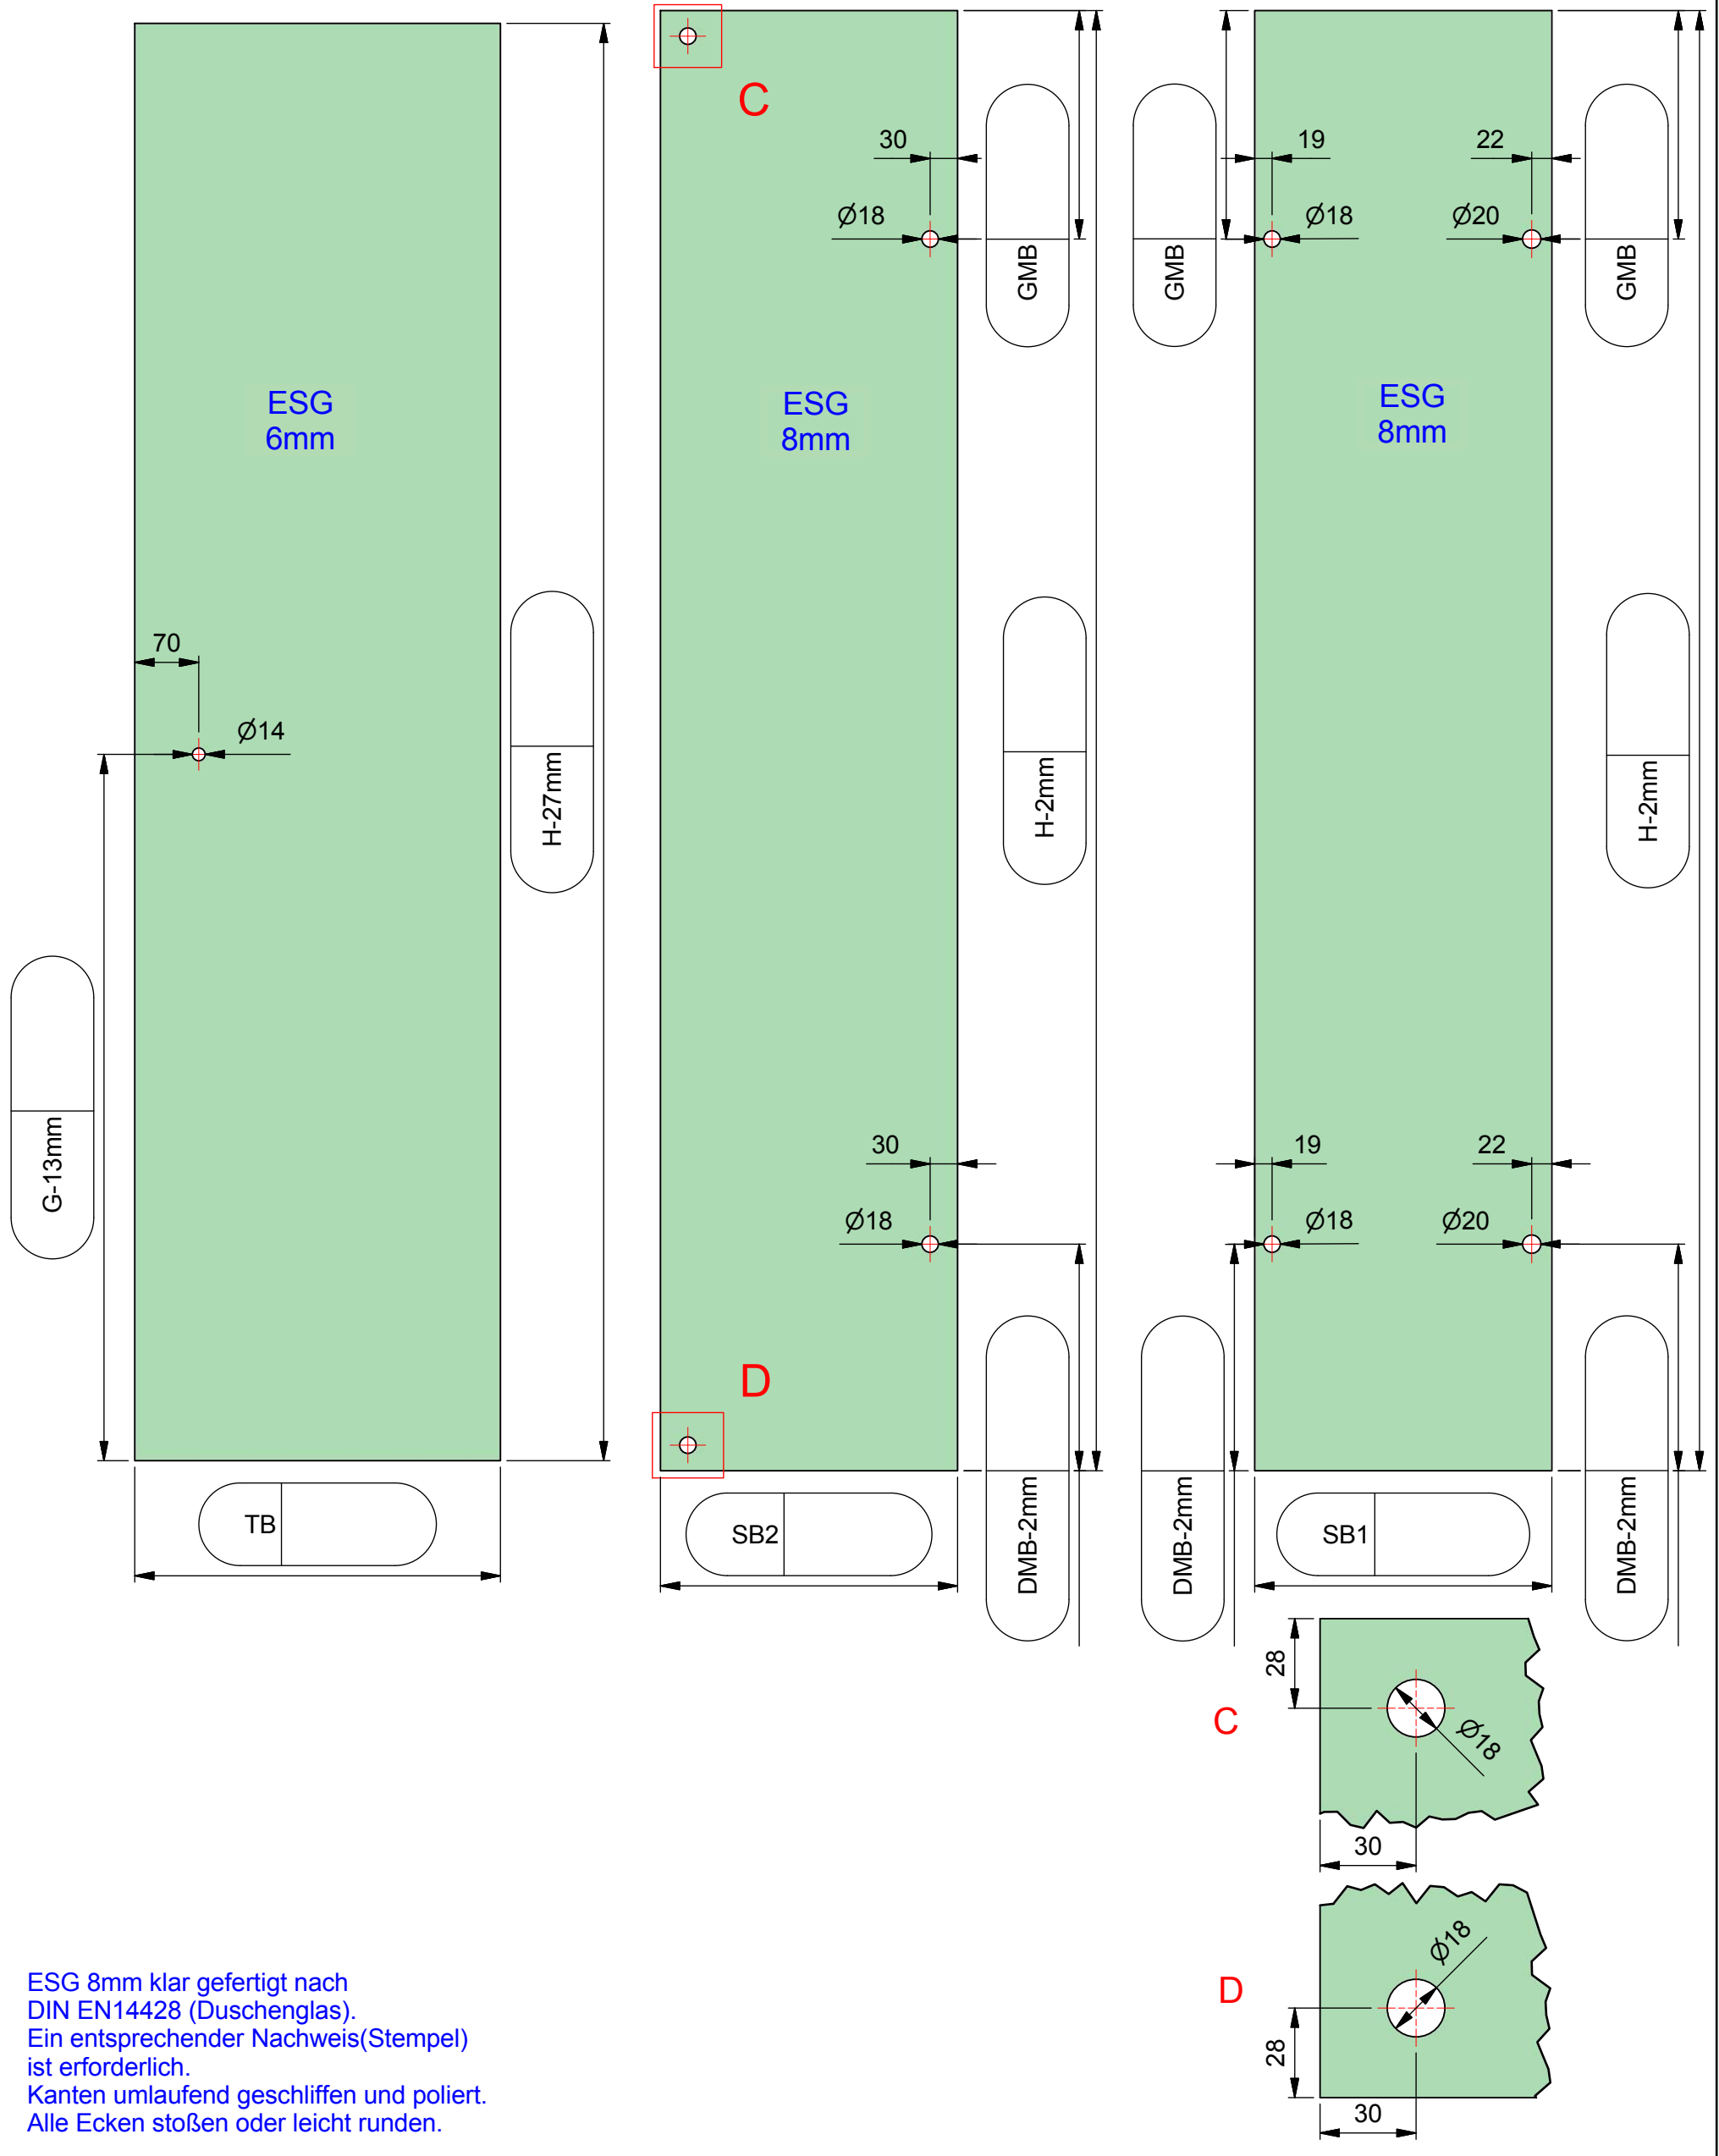 C
30
19
22
Ø18
Ø18
Ø20
GMB
GMB
GMB
ESG
6mm
ESG
8mm
ESG
8mm
70
Ø14
H-27mm
H-2mm
H-2mm
G-13mm
30
19
22
Ø18
Ø18
Ø20
D
TB
SB2
DMB-2mm
DMB-2mm
SB1
DMB-2mm
28
C
Ø18
30
Ø18
D
28
30
ESG 8mm klar gefertigt nach
DIN EN14428 (Duschenglas).
Ein entsprechender Nachweis(Stempel)
ist erforderlich.
Kanten umlaufend geschliffen und poliert.
Alle Ecken stoßen oder leicht runden.